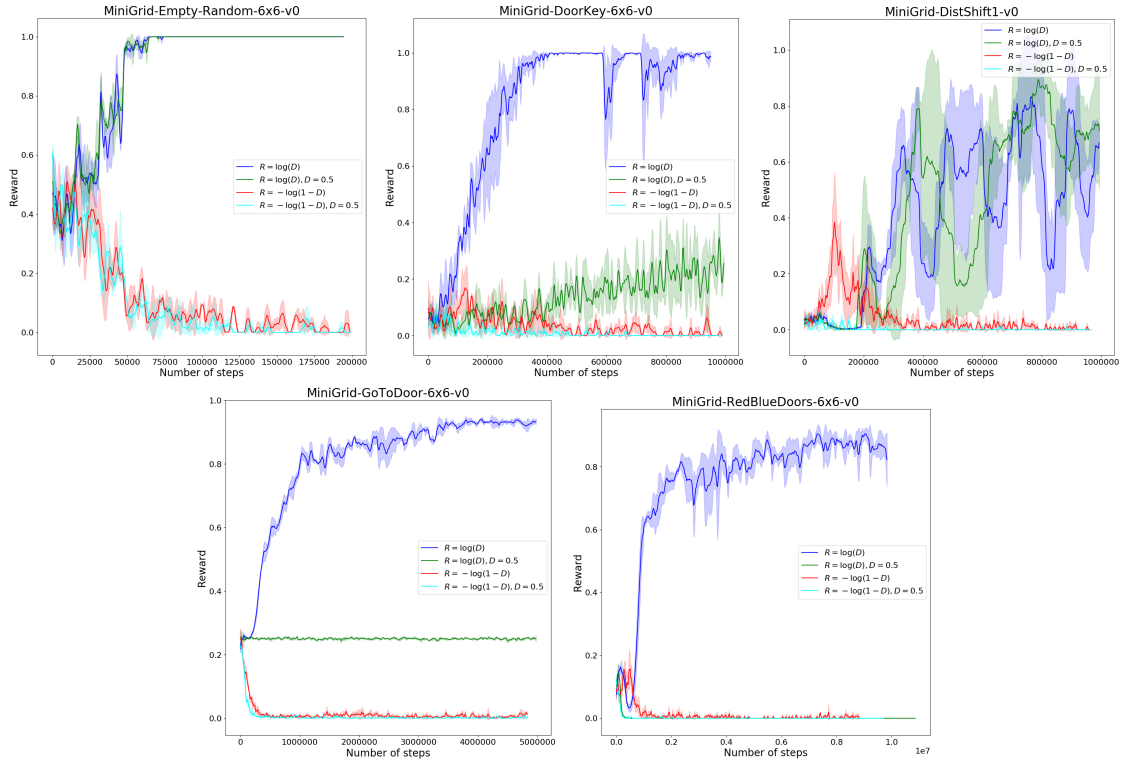 MiniGrid-Empty-Random-6x6-v0
Reward
1.0
0.8
0.6
0.4
0.2
0.0
R = log(D)
R = log(D), D = 0.5
R = −log(1 − D)
R = −log(1 − D), D = 0.5
0 25000 50000 75000 100000 125000 150000 175000 200000
Number of steps
MiniGrid-DoorKey-6x6-v0
Reward
1.0
0.8
0.6
0.4
0.2
0.0
R = log(D)
R = log(D), D = 0.5
R = −log(1 − D)
R = −log(1 − D), D = 0.5
0 200000 400000 600000 800000 1000000
Number of steps
MiniGrid-DistShift1-v0
Reward
1.0
0.8
0.6
0.4
0.2
0.0
R = log(D)
R = log(D), D = 0.5
R = −log(1 − D)
R = −log(1 − D), D = 0.5
0 200000 400000 600000 800000 1000000
Number of steps
MiniGrid-GoToDoor-6x6-v0
Reward
1.0
0.8
0.6
0.4
0.2
0.0
R = log(D)
R = log(D), D = 0.5
R = −log(1 − D)
R = −log(1 − D), D = 0.5
0 1000000 2000000 3000000 4000000 5000000
Number of steps
MiniGrid-RedBlueDoors-6x6-v0
Reward
0.8
0.6
0.4
0.2
0.0
R = log(D)
R = log(D), D = 0.5
R = −log(1 − D)
R = −log(1 − D), D = 0.5
0.0 0.2 0.4 0.6 0.8 1.0
1e7
Number of steps